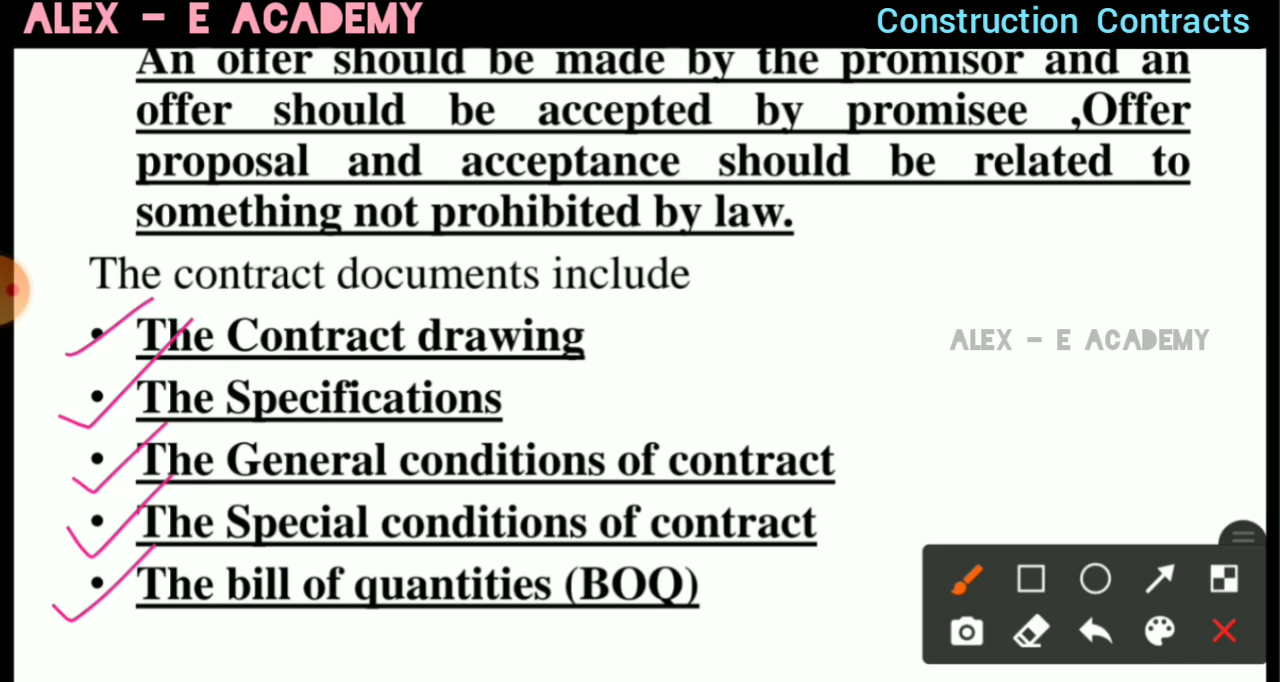 ALEX - E ACADEMY
Construction Contracts
An offer should be made by the promisor and an
offer should be accepted by promisee ,Offer
proposal and acceptance should be related to
something not prohibited by law.
The contract documents include
• The Contract drawing
ALEX - E ACADEMY
• The Specifications
• The General conditions of contract
• The Special conditions of contract
• The bill of quantities (BOQ)